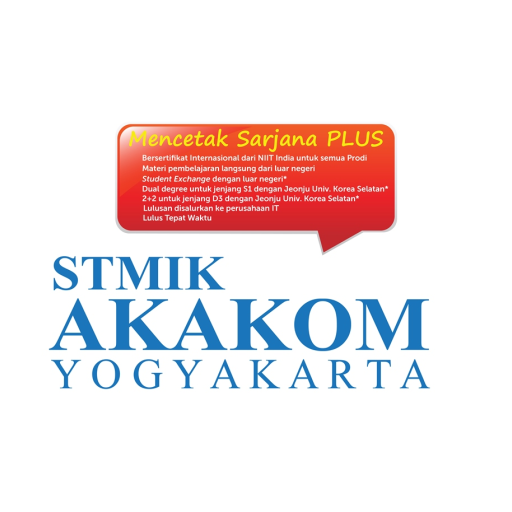 Mencetak Sarjana PLUS
Bersertifikat Internasional dari NIIT India untuk semua Prodi
Materi pembelajaran langsung dari luar negeri
Student Exchange dengan luar negeri*
Dual degree untuk jenjang S1 dengan Jeonju Univ. Korea Selatan*
2+2 untuk jenjang D3 dengan Jeonju Univ. Korea Selatan*
Lulusan disalurkan ke perusahaan IT
Lulus Tepat Waktu
STMIK
AKAKOM
YOGYAKARTA